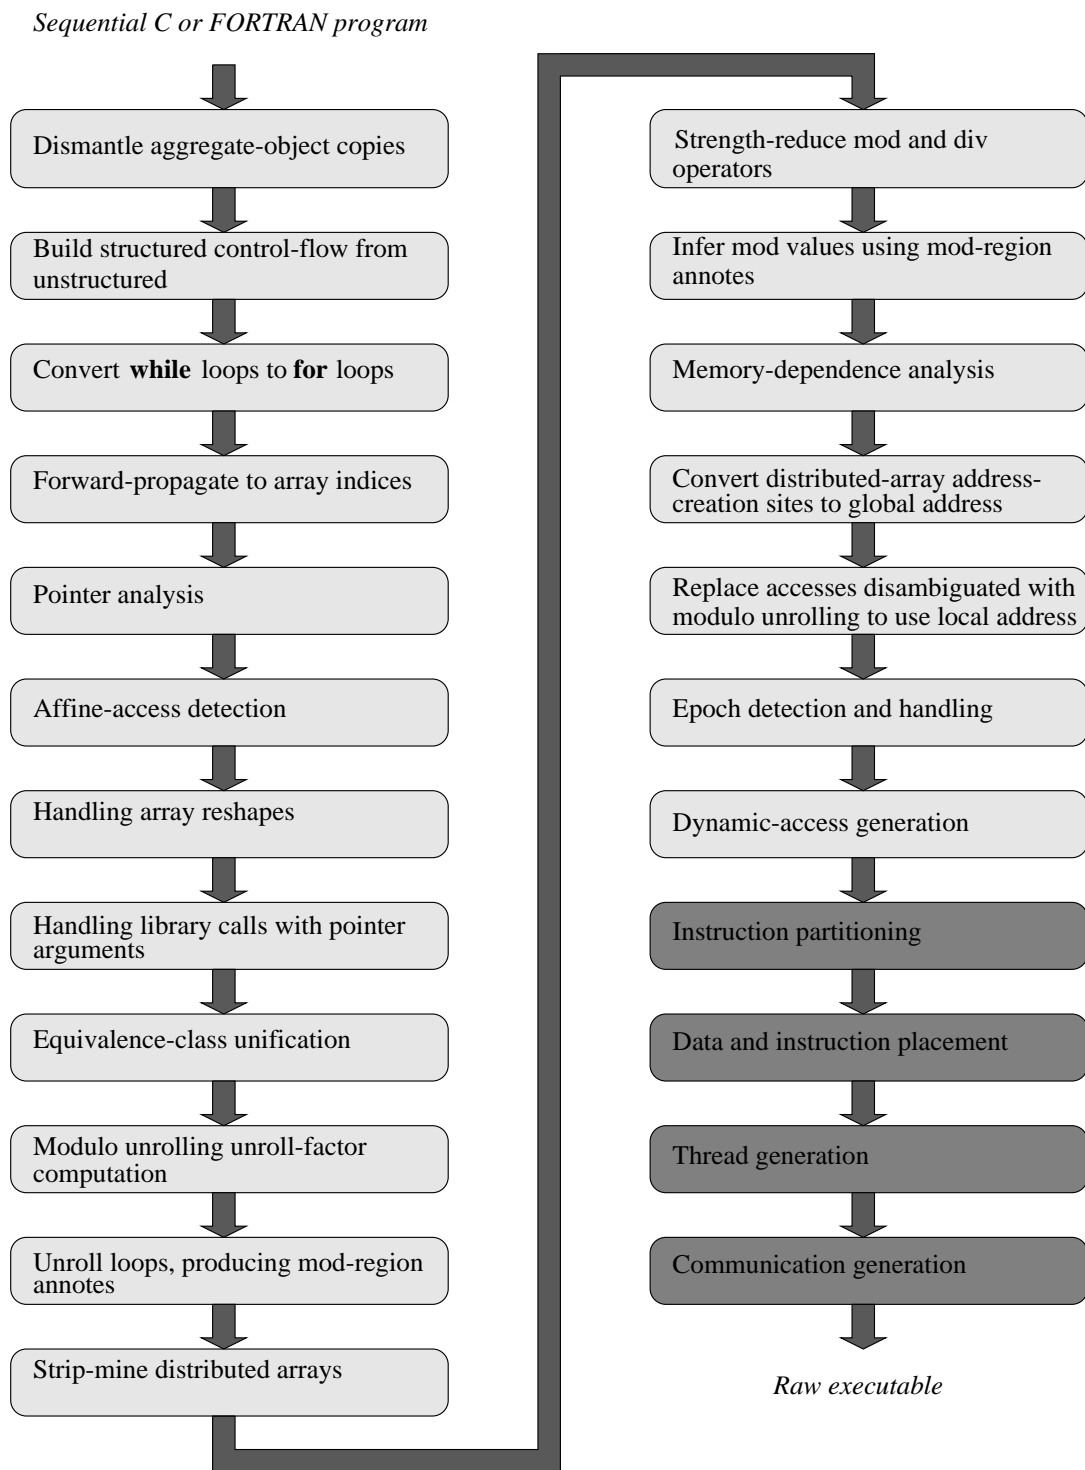 Sequential C or FORTRAN program
Dismantle aggregate-object copies
Build structured control-flow from
unstructured
Convert while loops to for loops
Forward-propagate to array indices
Pointer analysis
Affine-access detection
Handling array reshapes
Handling library calls with pointer
arguments
Equivalence-class unification
Modulo unrolling unroll-factor
computation
Unroll loops, producing mod-region
annotes
Strip-mine distributed arrays
Strength-reduce mod and div
operators
Infer mod values using mod-region
annotes
Memory-dependence analysis
Convert distributed-array address-
creation sites to global address
Replace accesses disambiguated with
modulo unrolling to use local address
Epoch detection and handling
Dynamic-access generation
Instruction partitioning
Data and instruction placement
Thread generation
Communication generation
Raw executable